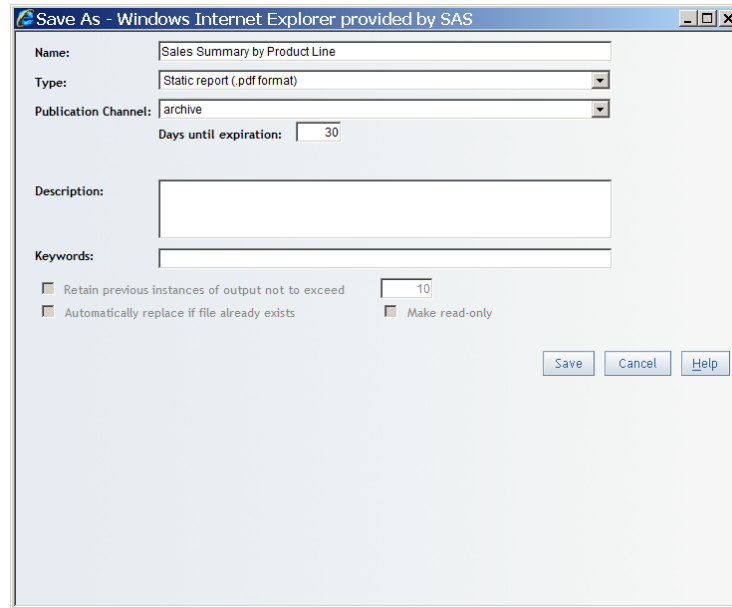 Save As - Windows Internet Explorer provided by SAS
Name: Sales Summary by Product Line
Type: Static report (.pdf format)
Publication Channel: archive
Days until expiration: 30
Description:
Keywords:
Retain previous instances of output not to exceed 10
Automatically replace if file already exists Make read-only
Save Cancel Help